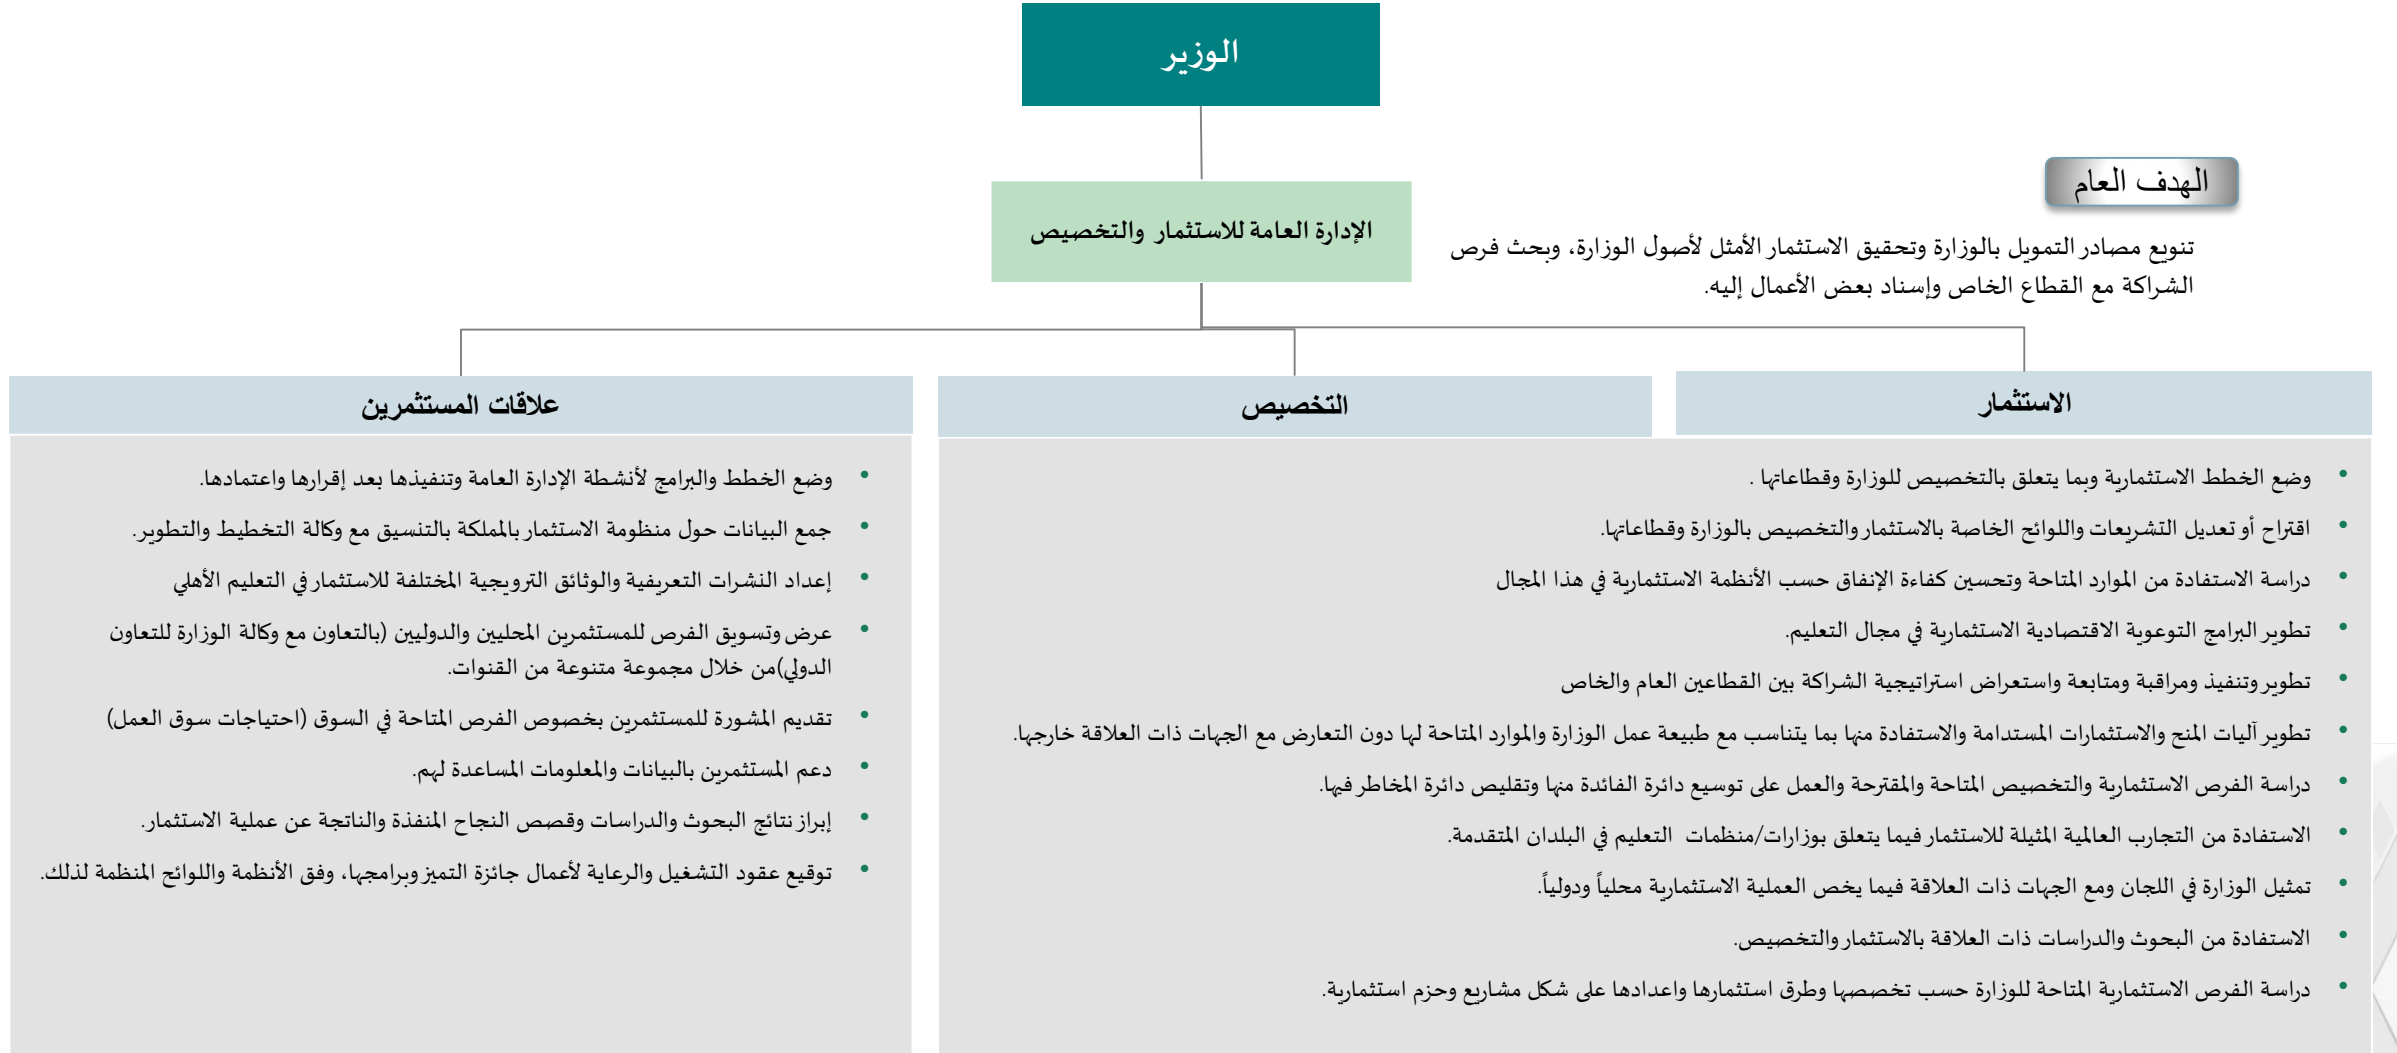 الوزير
الإدارة العامة للاستثمار والتخصيص
الهدف العام
تنويع مصادر التمويل بالوزارة وتحقيق الاستثمار الأمثل لأصول الوزارة، وبحث فرص
الشراكة مع القطاع الخاص وإسناد بعض الأعمال إليه.
الاستثمار
التخصيص
• وضع الخطط الاستثمارية وبما يتعلق بالتخصيص للوزارة وقطاعاتها .
• اقتراح أو تعديل التشريعات واللوائح الخاصة بالاستثمار والتخصيص بالوزارة وقطاعاتها.
• دراسة الاستفادة من الموارد المتاحة وتحسين كفاءة الإنفاق حسب الأنظمة الاستثمارية في هذا المجال
• تطوير البرامج التوعوية الاقتصادية الاستثمارية في مجال التعليم.
• تطوير وتنفيذ ومراقبة ومتابعة واستعراض استراتيجية الشراكة بين القطاعين العام والخاص
• تطوير آليات المنح والاستثمارات المستدامة والاستفادة منها بما يتناسب مع طبيعة عمل الوزارة والموارد المتاحة لها دون التعارض مع الجهات ذات العلاقة خارجها.
• دراسة الفرص الاستثمارية والتخصيص المتاحة والمقترحة والعمل على توسيع دائرة الفائدة منها وتقليص دائرة المخاطر فيها.
• الاستفادة من التجارب العالمية المثيلة للاستثمار فيما يتعلق بوزارات/منظمات التعليم في البلدان المتقدمة.
• تمثيل الوزارة في اللجان ومع الجهات ذات العلاقة فيما يخص العملية الاستثمارية محلياً ودولياً.
• الاستفادة من البحوث والدراسات ذات العلاقة بالاستثمار والتخصيص.
• دراسة الفرص الاستثمارية المتاحة للوزارة حسب تخصصها وطرق استثمارها واعدادها على شكل مشاريع وحزم استثمارية.
علاقات المستثمرين
• وضع الخطط والبرامج لأنشطة الإدارة العامة وتنفيذها بعد إقرارها واعتمادها.
• جمع البيانات حول منظومة الاستثمار بالمملكة بالتنسيق مع وكالة التخطيط والتطوير.
• إعداد النشرات التعريفية والوثائق الترويجية المختلفة للاستثمار في التعليم الأهلي
• عرض وتسويق الفرص للمستثمرين المحليين والدوليين (بالتعاون مع وكالة الوزارة للتعاون
الدولي)من خلال مجموعة متنوعة من القنوات.
• تقديم المشورة للمستثمرين بخصوص الفرص المتاحة في السوق (احتياجات سوق العمل)
• دعم المستثمرين بالبيانات والمعلومات المساعدة لهم.
• إبراز نتائج البحوث والدراسات وقصص النجاح المنفذة والناتجة عن عملية الاستثمار.
• توقيع عقود التشغيل والرعاية لأعمال جائزة التميز وبرامجها، وفق الأنظمة واللوائح المنظمة لذلك.